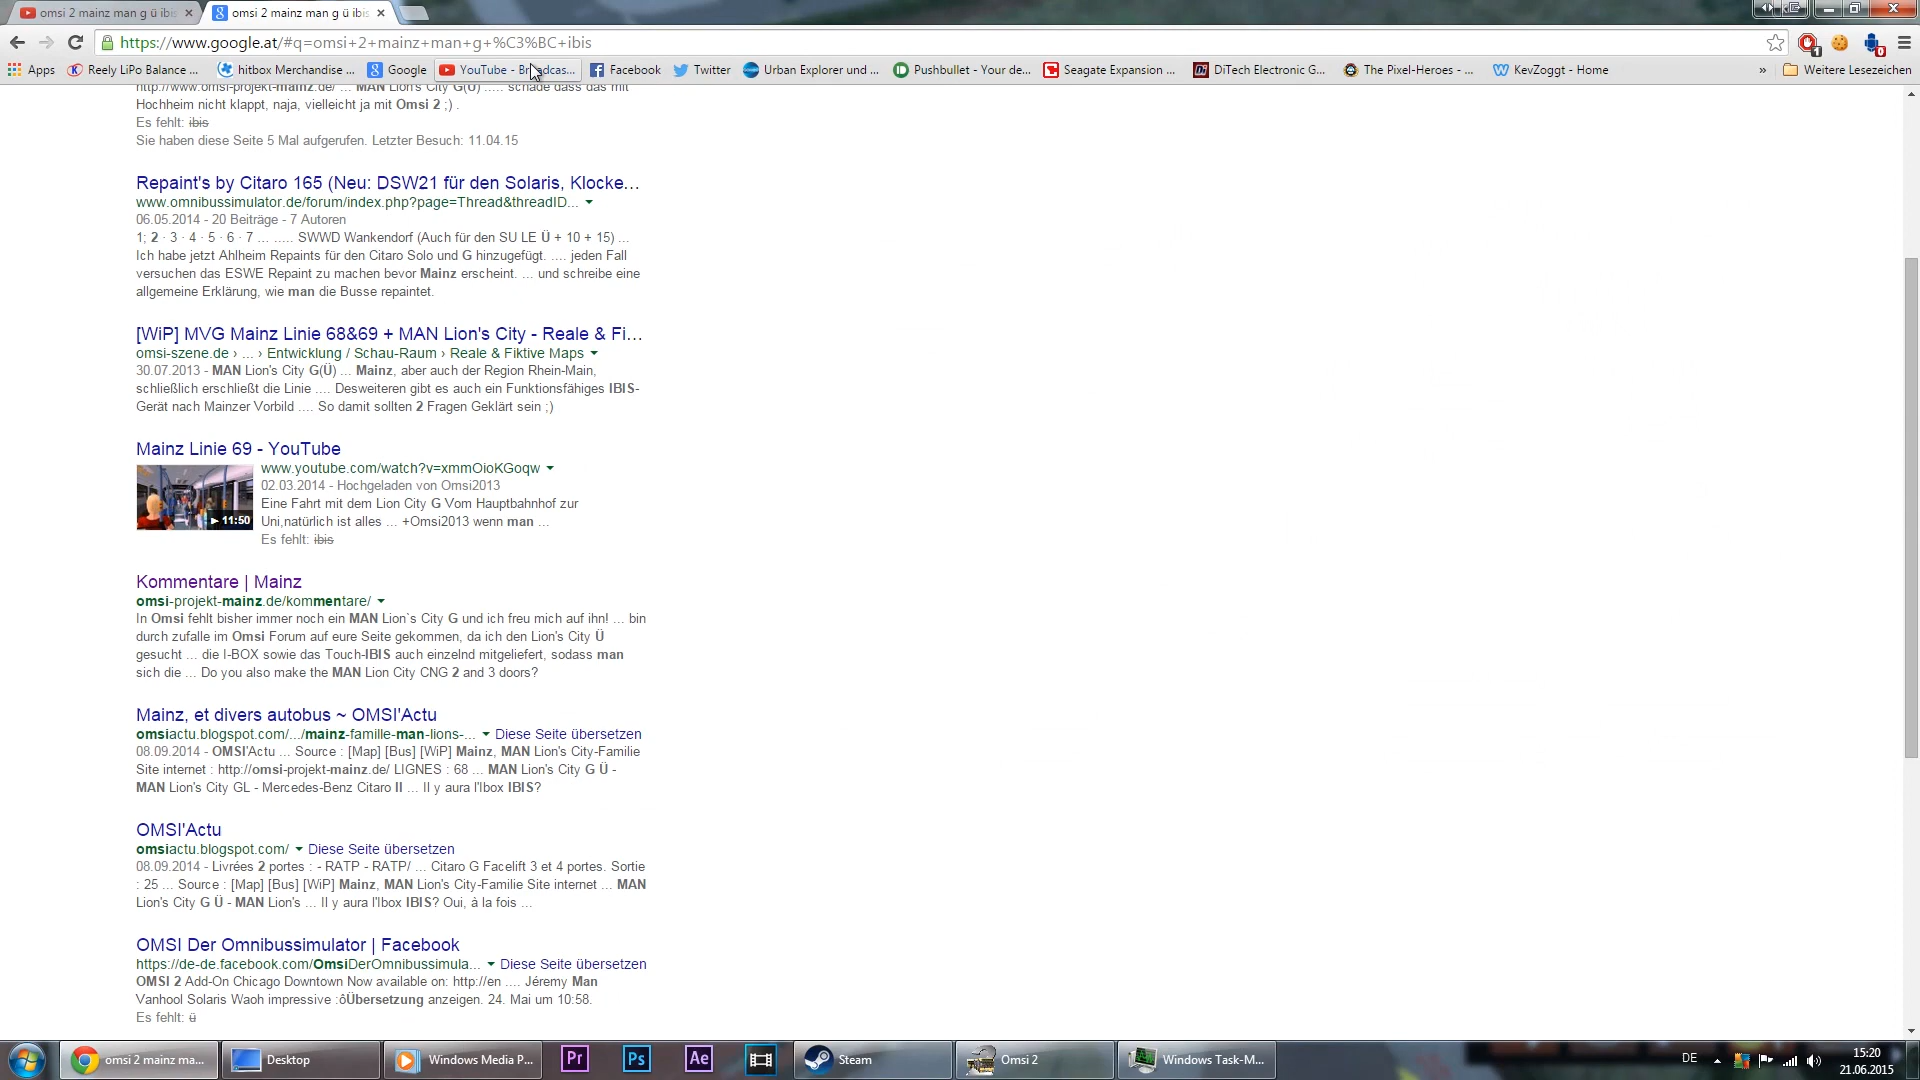 omsi 2 mainz man g ü ibis
omsi 2 mainz man g ü ibis
https://www.google.at/#q=omsi+2+mainz+man+g+%C3%BC+ibis
Apps Reely LiPo Balance ... hitbox Merchandise ... Google YouTube - Broadcas... Facebook Twitter Urban Explorer und ... Pushbullet - Your de... Seagate Expansion ... DiTech Electronic G... The Pixel-Heroes - ... KevZoggt - Home » Weitere Lesezeichen
http://www.omsi-projekt-mainz.de/ ... MAN Lion's City G(Ü) ..... schade dass das mit
Hochheim nicht klappt, naja, vielleicht ja mit Omsi 2 ;) .
Es fehlt: ibis
Sie haben diese Seite 5 Mal aufgerufen. Letzter Besuch: 11.04.15
Repaint's by Citaro 165 (Neu: DSW21 für den Solaris, Klocke...
www.omnibussimulator.de/forum/index.php?page=Thread&threadID...
06.05.2014 - 20 Beiträge - 7 Autoren
1; 2 · 3 · 4 · 5 · 6 · 7 ... ..... SWWD Wankendorf (Auch für den SU LE Ü + 10 + 15) ...
Ich habe jetzt Ahlheim Repaints für den Citaro Solo und G hinzugefügt. .... jeden Fall
versuchen das ESWE Repaint zu machen bevor Mainz erscheint. ... und schreibe eine
allgemeine Erklärung, wie man die Busse repaintet.
[WiP] MVG Mainz Linie 68&69 + MAN Lion's City - Reale & Fi...
omsi-szene.de › ... › Entwicklung / Schau-Raum › Reale & Fiktive Maps
30.07.2013 - MAN Lion's City G(Ü) ... Mainz, aber auch der Region Rhein-Main,
schließlich erschließt die Linie .... Desweiteren gibt es auch ein Funktionsfähiges IBIS-
Gerät nach Mainzer Vorbild .... So damit sollten 2 Fragen Geklärt sein ;)
Mainz Linie 69 - YouTube
www.youtube.com/watch?v=xmmOioKGoqw
02.03.2014 - Hochgeladen von Omsi2013
Eine Fahrt mit dem Lion City G Vom Hauptbahnhof zur
Uni,natürlich ist alles ... +Omsi2013 wenn man ...
Es fehlt: ibis
11:50
Kommentare | Mainz
omsi-projekt-mainz.de/kommentare/
In Omsi fehlt bisher immer noch ein MAN Lion`s City G und ich freu mich auf ihn! ... bin
durch zufalle im Omsi Forum auf eure Seite gekommen, da ich den Lion's City Ü
gesucht ... die I-BOX sowie das Touch-IBIS auch einzelnd mitgeliefert, sodass man
sich die ... Do you also make the MAN Lion City CNG 2 and 3 doors?
Mainz, et divers autobus ~ OMSI'Actu
omsiactu.blogspot.com/.../mainz-famille-man-lions-... Diese Seite übersetzen
08.09.2014 - OMSI'Actu ... Source : [Map] [Bus] [WiP] Mainz, MAN Lion's City-Familie
Site internet : http://omsi-projekt-mainz.de/ LIGNES : 68 ... MAN Lion's City G Ü -
MAN Lion's City GL - Mercedes-Benz Citaro II ... Il y aura l'Ibox IBIS?
OMSI'Actu
omsiactu.blogspot.com/ Diese Seite übersetzen
08.09.2014 - Livrées 2 portes : - RATP - RATP/ ... Citaro G Facelift 3 et 4 portes. Sortie
: 25 ... Source : [Map] [Bus] [WiP] Mainz, MAN Lion's City-Familie Site internet ... MAN
Lion's City G Ü - MAN Lion's ... Il y aura l'Ibox IBIS? Oui, à la fois ...
OMSI Der Omnibussimulator | Facebook
https://de-de.facebook.com/OmsiDerOmnibussimula... Diese Seite übersetzen
OMSI 2 Add-On Chicago Downtown Now available on: http://en .... Jéremy Man
Vanhool Solaris Waoh impressive :ôÜbersetzung anzeigen. 24. Mai um 10:58.
Es fehlt: ü
omsi 2 mainz ma... Desktop Windows Media P... Pr Ps Ae Steam Omsi 2 Windows Task-M... DE 15:20
21.06.2015